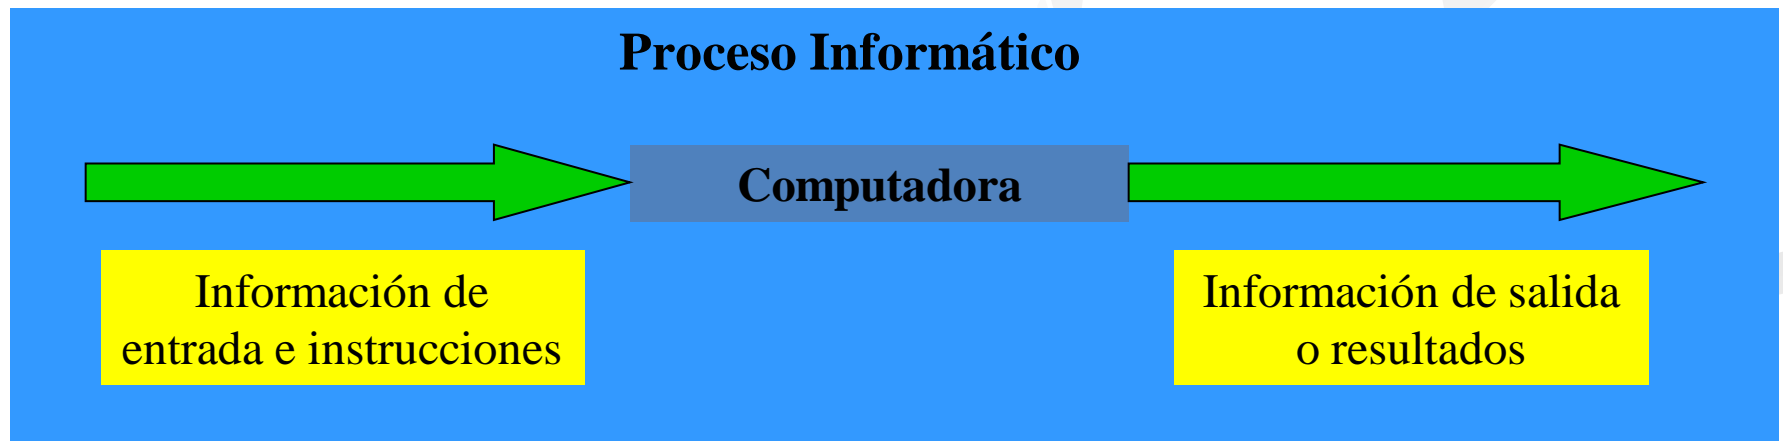 Proceso Informático
Computadora
Información de
entrada e instrucciones
Información de salida
o resultados